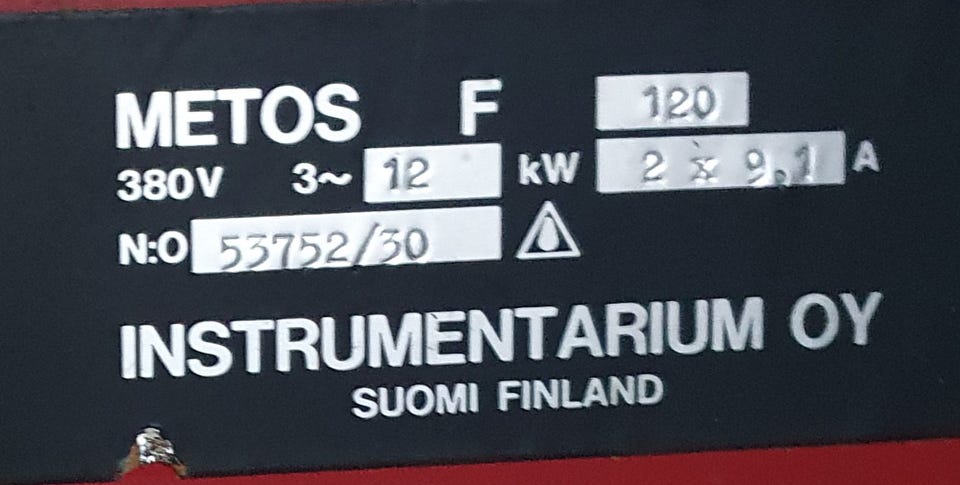 METOS F 120
380V 3~ 12 kW 2 x 9,1 A
N:O 53752/30
INSTRUMENTARIUM OY
SUOMI FINLAND